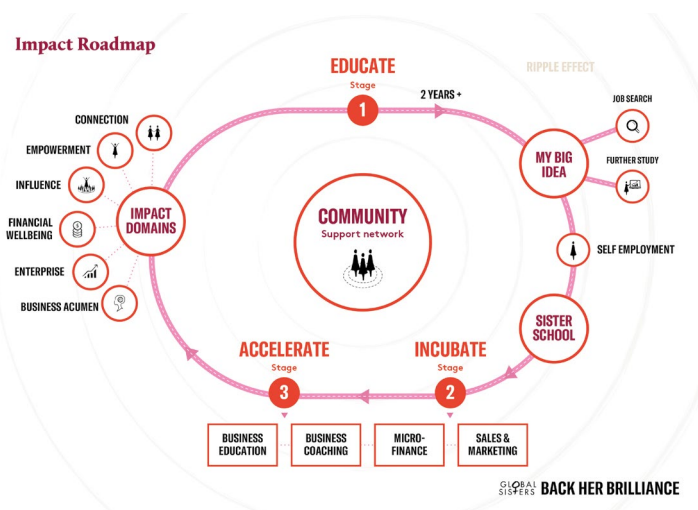 Impact Roadmap
EDUCATE
Stage
1
2 YEARS +
RIPPLE EFFECT
JOB SEARCH
FURTHER STUDY
MY BIG
IDEA
SELF EMPLOYMENT
SISTER
SCHOOL
CONNECTION
EMPOWERMENT
INFLUENCE
FINANCIAL
WELLBEING
ENTERPRISE
BUSINESS ACUMEN
IMPACT
DOMAINS
COMMUNITY
Support network
ACCELERATE
Stage
3
INCUBATE
Stage
2
BUSINESS
EDUCATION
BUSINESS
COACHING
MICRO-
FINANCE
SALES &
MARKETING
GLOBAL
SISTERS
BACK HER BRILLIANCE